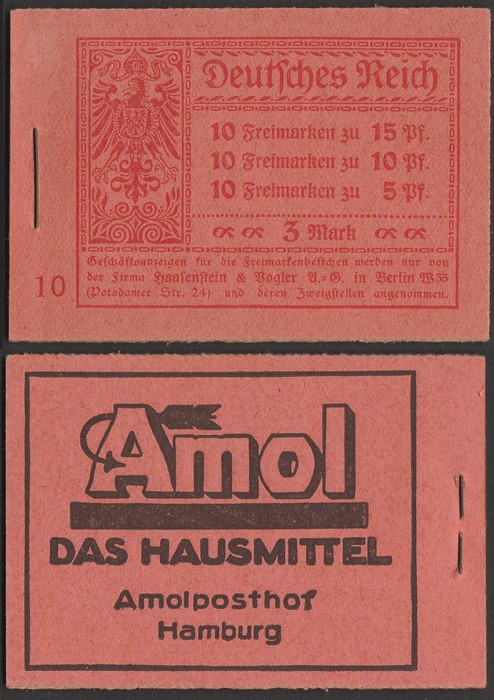 Deutsches Reich
10 Freimarken zu 15 Pf.
10 Freimarken zu 10 Pf.
10 Freimarken zu 5 Pf.
3 Mark
Geschäftsanzeigen für die Freimarkenheftchen werden nur von
der Firma Haasenstein & Vogler A.=G. in Berlin W35
(Potsdamer Str. 24) und deren Zweigstellen angenommen.
10
Amol
DAS HAUSMITTEL
Amolposthof
Hamburg